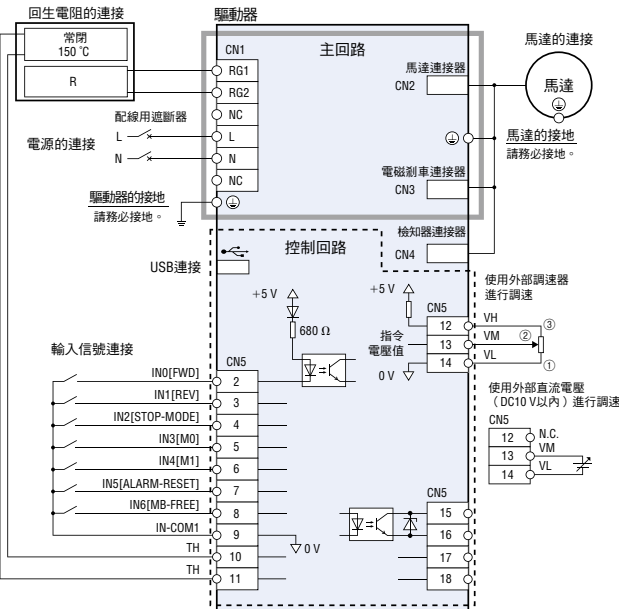 回生電阻的連接
常閉
150 ℃
R
驅動器
CN1
主回路
RG1
RG2
NC
L
N
NC
配線用遮斷器
電源的連接
L
N
驅動器的接地
請務必接地。
馬達連接器
CN2
馬達的連接
馬達
馬達的接地
請務必接地。
電磁剎車連接器
CN3
檢知器連接器
CN4
控制回路
USB連接
+5 V
680 Ω
+5 V
指令
電壓值
0 V
CN5
12
13
14
VH
VM
VL
③
②
①
使用外部調速器
進行調速
使用外部直流電壓
（DC10 V以內）進行調速
CN5
12
13
14
N.C.
VM
VL
輸入信號連接
CN5
IN0[FWD]
2
IN1[REV]
3
IN2[STOP-MODE]
4
IN3[M0]
5
IN4[M1]
6
IN5[ALARM-RESET]
7
IN6[MB-FREE]
8
IN-COM1
9
0 V
TH
10
TH
11
CN5
15
16
17
18